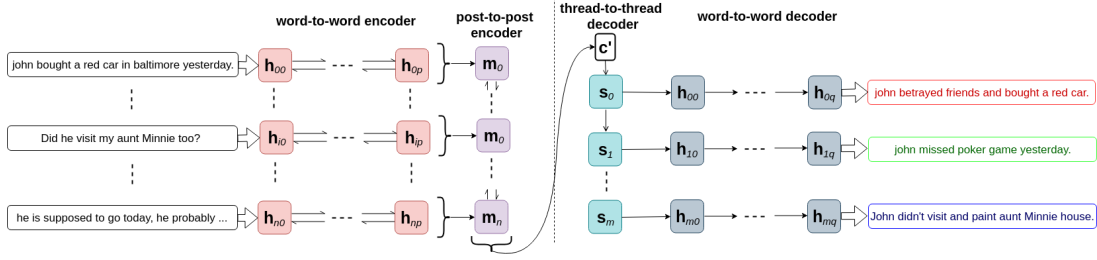 word-to-word encoder
post-to-post
encoder
thread-to-thread
decoder
word-to-word decoder
john bought a red car in baltimore yesterday.
h00
h0p
m0
c'
s0
h00
h0q
john betrayed friends and bought a red car.
Did he visit my aunt Minnie too?
hi0
hip
m0
s1
h10
h1q
john missed poker game yesterday.
he is supposed to go today, he probably ...
hn0
hnp
mn
sm
hm0
hmq
John didn't visit and paint aunt Minnie house.